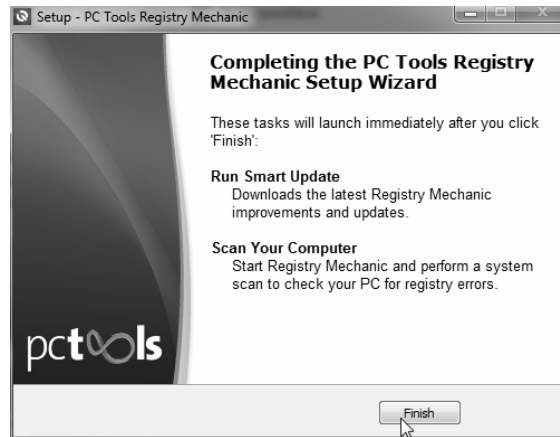 Setup - PC Tools Registry Mechanic
Completing the PC Tools Registry
Mechanic Setup Wizard
These tasks will launch immediately after you click
'Finish':
Run Smart Update
Downloads the latest Registry Mechanic
improvements and updates.
Scan Your Computer
Start Registry Mechanic and perform a system
scan to check your PC for registry errors.
pctools
Finish